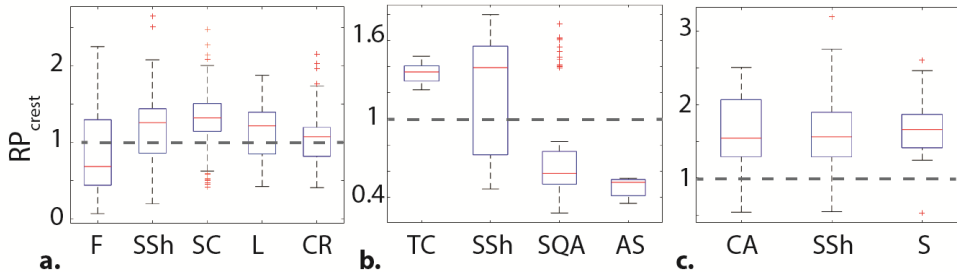 RP crest
2
1
0
F SSh SC L CR
a.
1.6
1
0.4
TC SSh SQA AS
b.
3
2
1
CA SSh S
c.